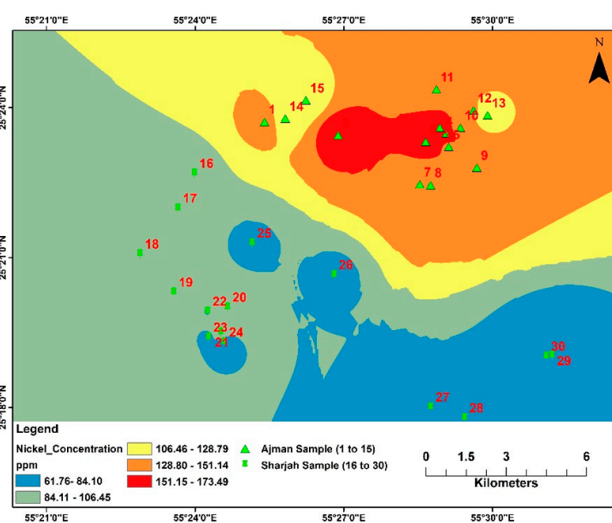 55°21'0"E 55°24'0"E 55°27'0"E 55°30'0"E
N
55°24'0"N
55°21'0"N
55°18'0"N
11
15
12
13
1
14
10
9
7
8
16
17
18
25
26
19
22
20
23
24
21
30
29
27
28
Legend
Nickel_Concentration
ppm
61.76- 84.10
84.11 - 106.45
106.46 - 128.79
128.80 - 151.14
151.15 - 173.49
Ajman Sample (1 to 15)
Sharjah Sample (16 to 30)
0 1.5 3 4.5 6
Kilometers
55°21'0"E 55°24'0"E 55°27'0"E 55°30'0"E